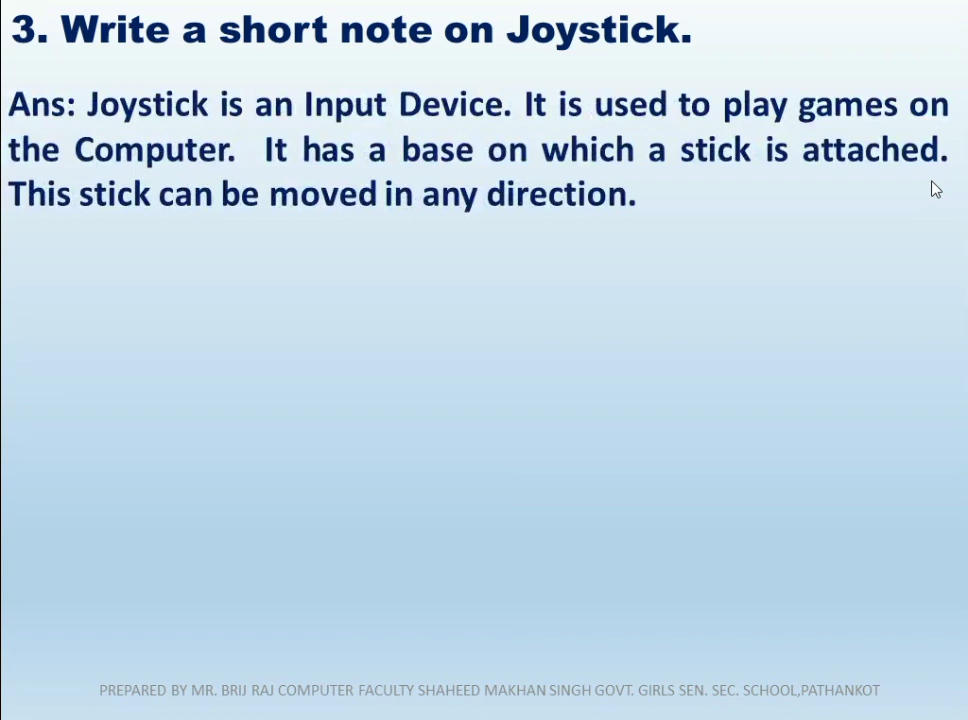 3. Write a short note on Joystick.
Ans: Joystick is an Input Device. It is used to play games on
the Computer.  It has a base on which a stick is attached.
This stick can be moved in any direction.
PREPARED BY MR. BRIJ RAJ COMPUTER FACULTY SHAHEED MAKHAN SINGH GOVT. GIRLS SEN. SEC. SCHOOL,PATHANKOT